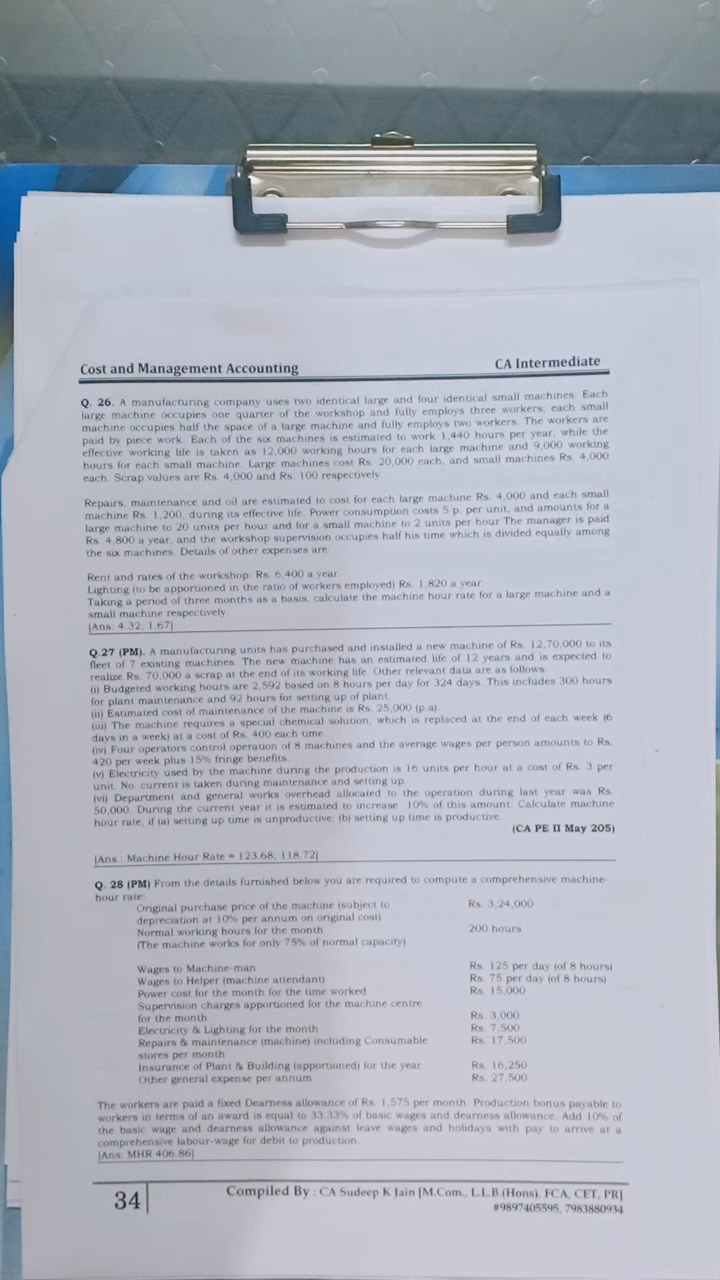 Cost and Management Accounting CA Intermediate
Q. 26. A manufacturing company uses two identical large and four identical small machines. Each
large machine occupies one quarter of the workshop and fully employs three workers; each small
machine occupies half the space of a large machine and fully employs two workers. The workers are
paid by piece work. Each of the six machines is estimated to work 1,440 hours per year, while the
effective working life is taken as 12,000 working hours for each large machine and 9,000 working
hours for each small machine. Large machines cost Rs. 20,000 each, and small machines Rs. 4,000
each. Scrap values are Rs. 4,000 and Rs. 100 respectively.
Repairs, maintenance and oil are estimated to cost for each large machine Rs. 4,000 and each small
machine Rs. 1,200, during its effective life. Power consumption costs 5 p. per unit, and amounts for a
large machine to 20 units per hour and for a small machine to 2 units per hour The manager is paid
Rs. 4,800 a year, and the workshop supervision occupies half his time which is divided equally among
the six machines. Details of other expenses are:
Rent and rates of the workshop: Rs. 6,400 a year.
Lighting (to be apportioned in the ratio of workers employed) Rs. 1,820 a year.
Taking a period of three months as a basis, calculate the machine hour rate for a large machine and a
small machine respectively.
[Ans: 4.32; 1.67]
Q.27 (PM). A manufacturing units has purchased and installed a new machine of Rs. 12,70,000 to its
fleet of 7 existing machines. The new machine has an estimated life of 12 years and is expected to
realize Rs. 70,000 a scrap at the end of its working life. Other relevant data are as follows:
(i) Budgeted working hours are 2,592 based on 8 hours per day for 324 days. This includes 300 hours
for plant maintenance and 92 hours for setting up of plant.
(ii) Estimated cost of maintenance of the machine is Rs. 25,000 (p.a).
(iii) The machine requires a special chemical solution, which is replaced at the end of each week (6
days in a week) at a cost of Rs. 400 each time.
(iv) Four operators control operation of 8 machines and the average wages per person amounts to Rs.
420 per week plus 15% fringe benefits.
(v) Electricity used by the machine during the production is 16 units per hour at a cost of Rs. 3 per
unit. No. current is taken during maintenance and setting up.
(vi) Department and general works overhead allocated to the operation during last year was Rs.
50,000. During the current year it is estimated to increase 10% of this amount. Calculate machine
hour rate, if (a) setting up time is unproductive; (b) setting up time is productive.
(CA PE II May 205)
[Ans.: Machine Hour Rate = 123.68, 118.72]
Q. 28 (PM) From the details furnished below you are required to compute a comprehensive machine-
hour rate:
Original purchase price of the machine (subject to Rs. 3,24,000
depreciation at 10% per annum on original cost)
Normal working hours for the month 200 hours
(The machine works for only 75% of normal capacity)
Wages to Machine-man Rs. 125 per day (of 8 hours)
Wages to Helper (machine attendant) Rs. 75 per day (of 8 hours)
Power cost for the month for the time worked Rs. 15,000
Supervision charges apportioned for the machine centre
for the month Rs. 3,000
Electricity & Lighting for the month Rs. 7,500
Repairs & maintenance (machine) including Consumable Rs. 17,500
stores per month
Insurance of Plant & Building (apportioned) for the year Rs. 16,250
Other general expense per annum Rs. 27,500
The workers are paid a fixed Dearness allowance of Rs. 1,575 per month. Production bonus payable to
workers in terms of an award is equal to 33.33% of basic wages and dearness allowance. Add 10% of
the basic wage and dearness allowance against leave wages and holidays with pay to arrive at a
comprehensive labour-wage for debit to production.
[Ans: MHR 406.86]
34 Compiled By : CA Sudeep K Jain [M.Com., L.L.B.(Hons), FCA, CET, PR]
#9897405595, 7983880934